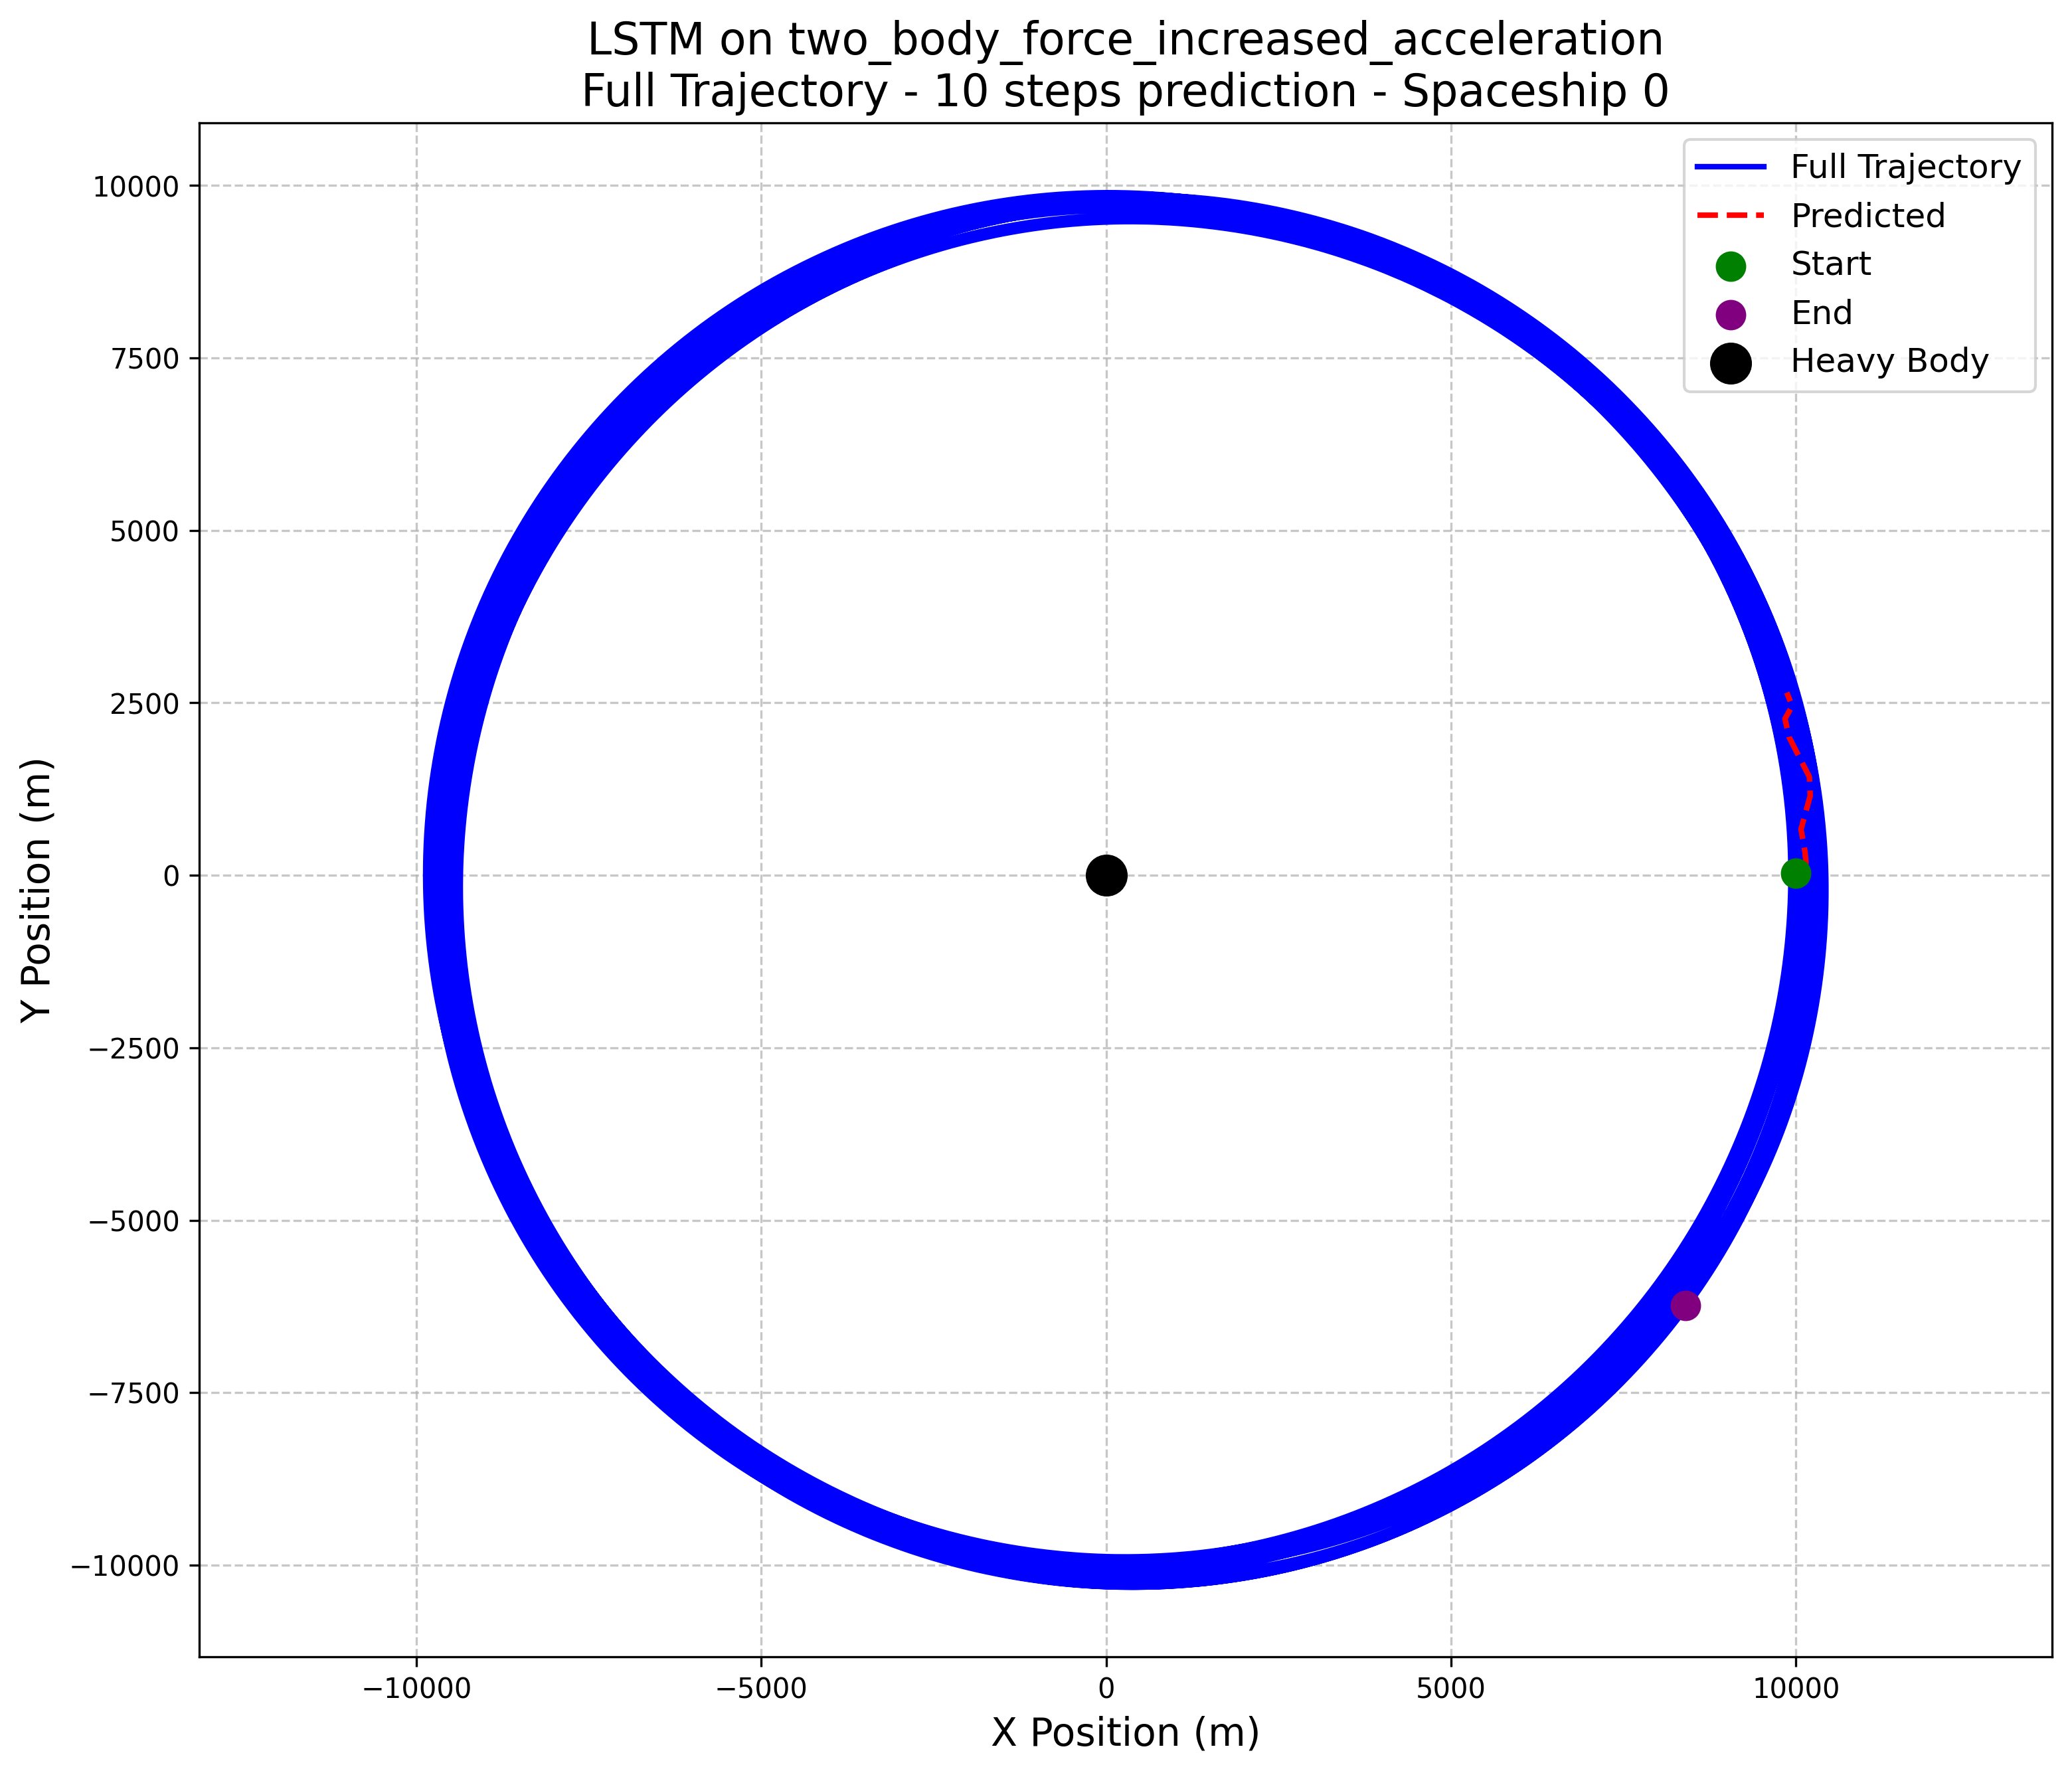 LSTM on two_body_force_increased_acceleration
Full Trajectory - 10 steps prediction - Spaceship 0
Full Trajectory
Predicted
Start
End
Heavy Body
10000
7500
5000
2500
0
−2500
−5000
−7500
−10000
Y Position (m)
−10000
−5000
0
5000
10000
X Position (m)